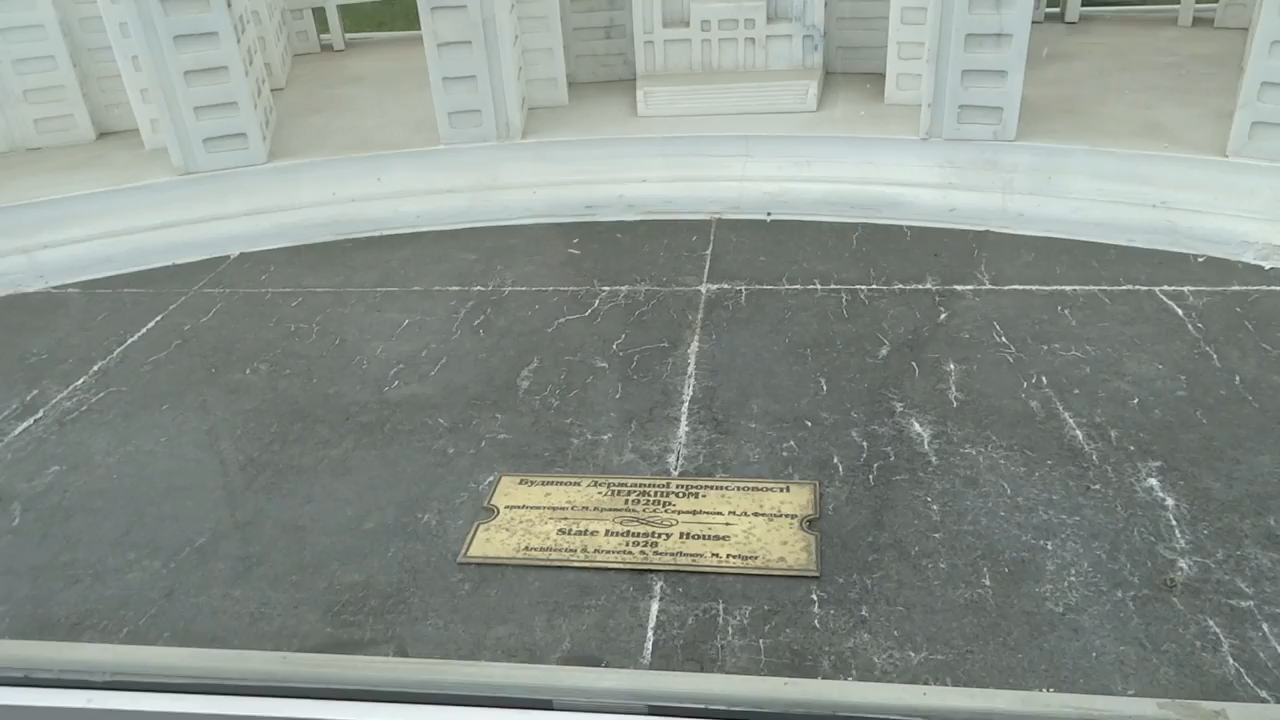 Будинок Державної промисловості
«ДЕРЖПРОМ»
1928р.
архітектори: С.М. Кравець, С.С. Серафімов, М.Д. Фельгер
State Industry House
1928
Architects: S. Kravets, S. Serafimov, M. Felger